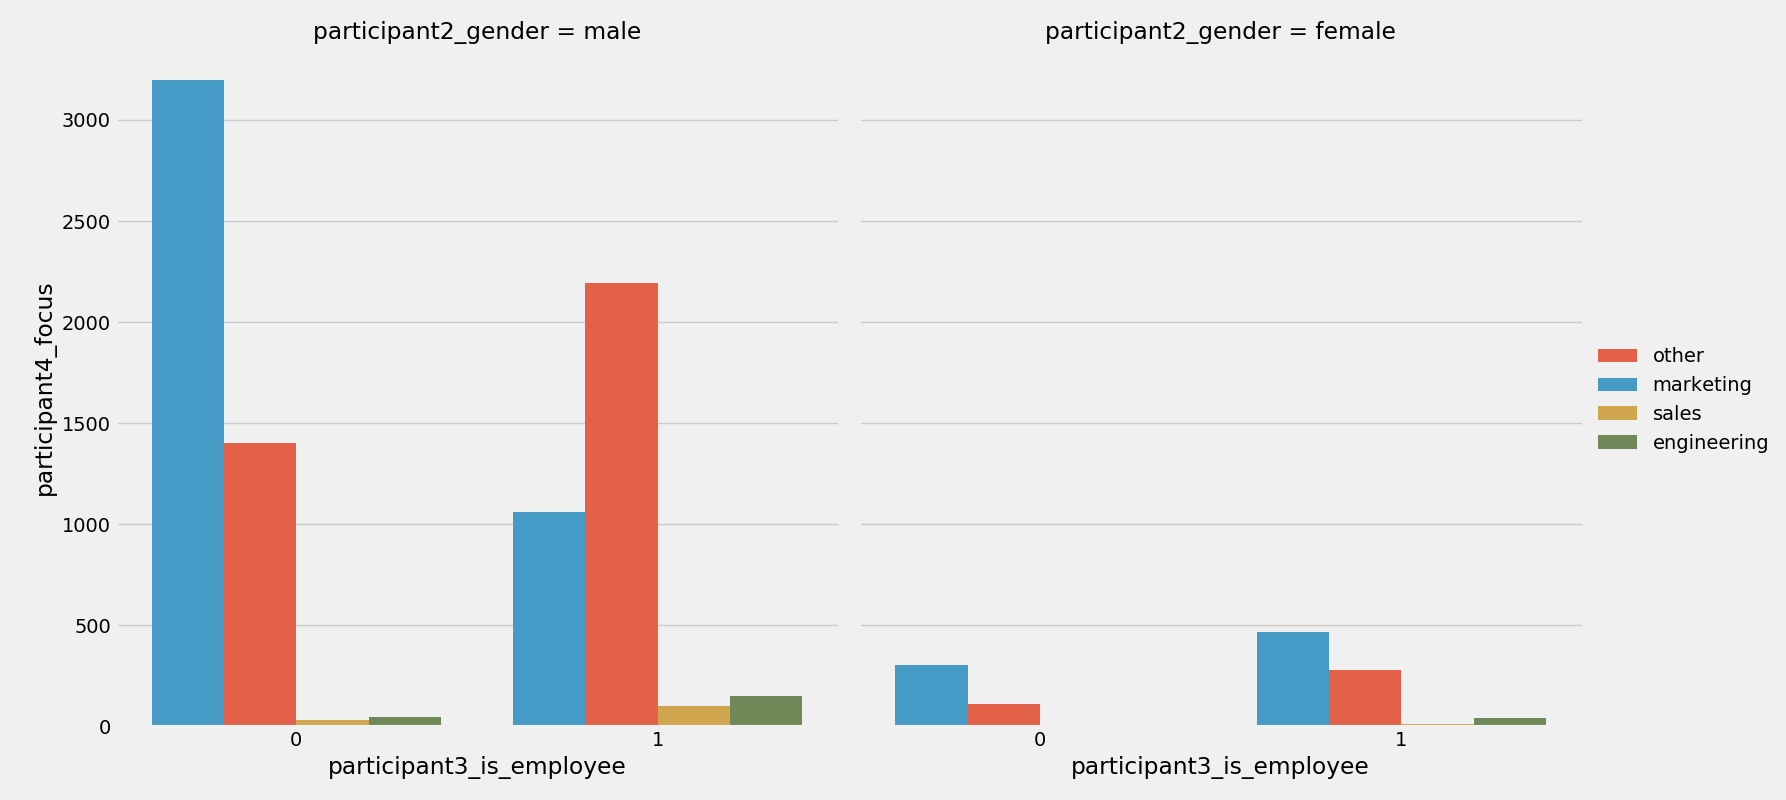 participant2_gender = male
participant2_gender = female
participant4_focus
3000
2500
2000
1500
1000
500
0
0
1
0
1
participant3_is_employee
participant3_is_employee
other
marketing
sales
engineering